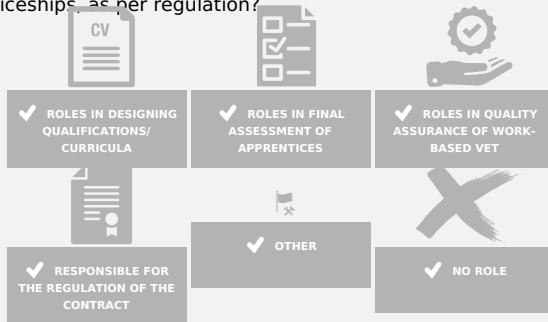 iceships, as per regulation?
CV
ROLES IN DESIGNING
QUALIFICATIONS/
CURRICULA
ROLES IN FINAL
ASSESSMENT OF
APPRENTICES
ROLES IN QUALITY
ASSURANCE OF WORK-
BASED VET
RESPONSIBLE FOR
THE REGULATION OF THE
CONTRACT
OTHER
NO ROLE